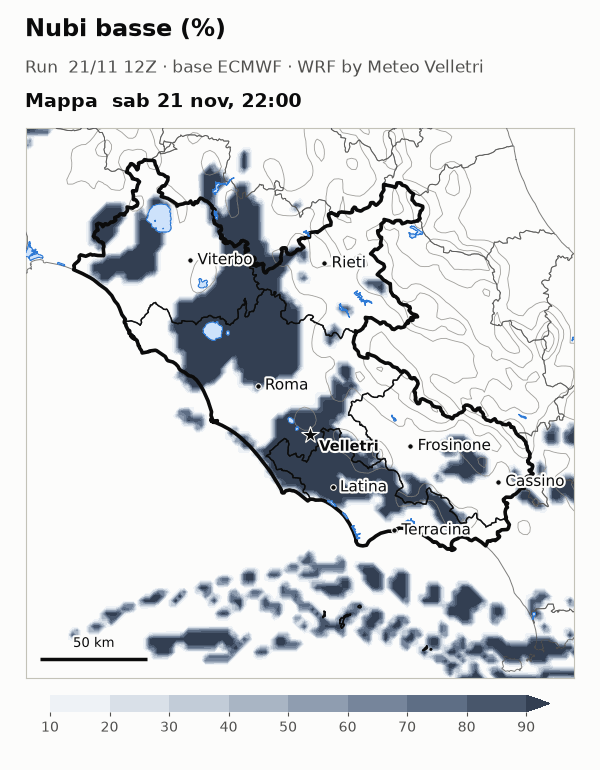 Nubi basse (%)
Run  21/11 12Z · base ECMWF · WRF by Meteo Velletri
Mappa  sab 21 nov, 22:00
Viterbo
Rieti
Roma
Velletri
Frosinone
Cassino
Latina
Terracina
50 km
10 20 30 40 50 60 70 80 90